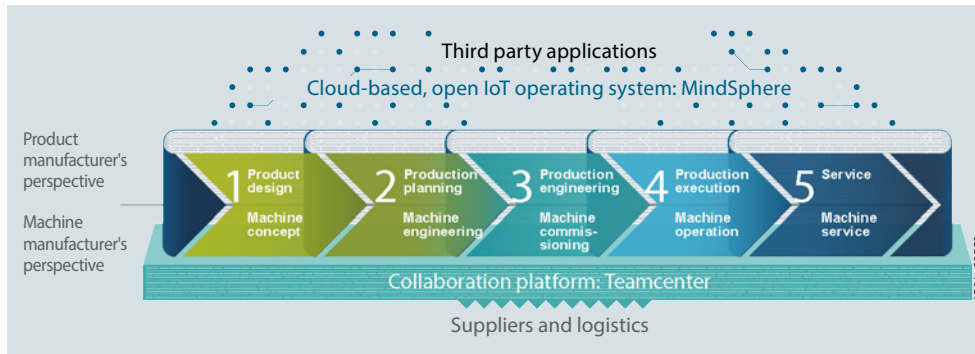 Third party applications
Cloud-based, open IoT operating system: MindSphere
Product
manufacturer's
perspective
Machine
manufacturer's
perspective
1 Product
design
Machine
concept
2 Production
planning
Machine
engineering
3 Production
engineering
Machine
commis-
sioning
4 Production
execution
Machine
operation
5 Service
Machine
service
Collaboration platform: Teamcenter
Suppliers and logistics